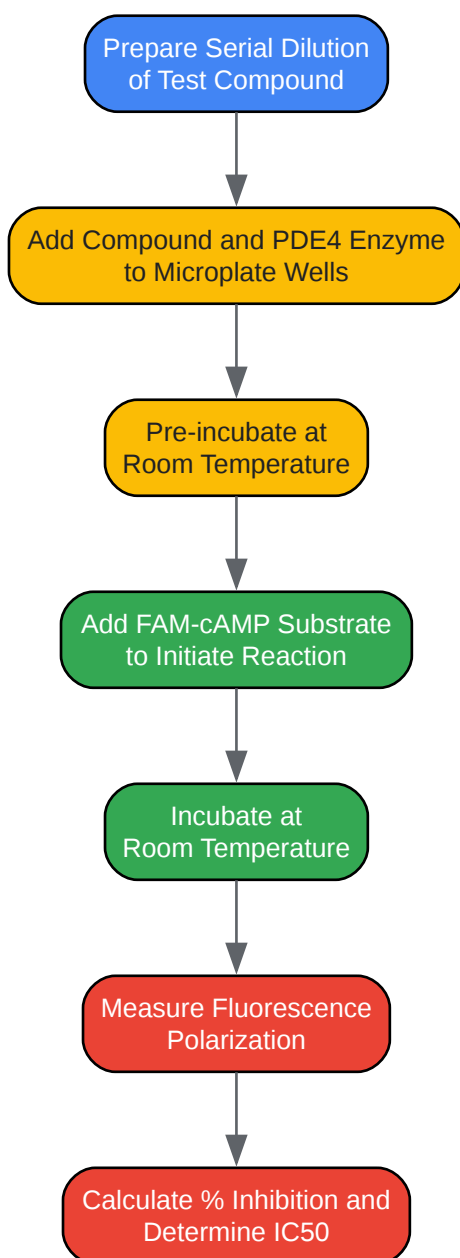 Prepare Serial Dilution
of Test Compound
Add Compound and PDE4 Enzyme
to Microplate Wells
Pre-incubate at
Room Temperature
Add FAM-cAMP Substrate
to Initiate Reaction
Incubate at
Room Temperature
Measure Fluorescence
Polarization
Calculate % Inhibition and
Determine IC50